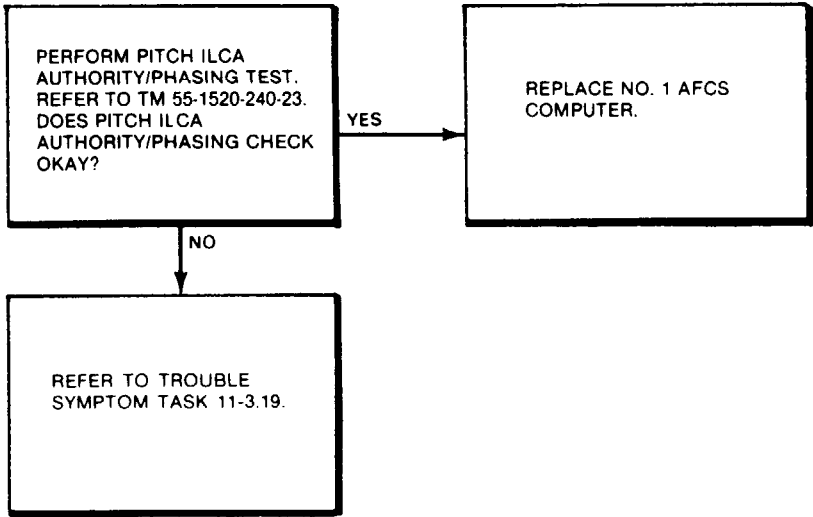 PERFORM PITCH ILCA
AUTHORITY/PHASING TEST.
REFER TO TM 55-1520-240-23.
DOES PITCH ILCA
AUTHORITY/PHASING CHECK
OKAY?
YES
REPLACE NO. 1 AFCS
COMPUTER.
NO
REFER TO TROUBLE
SYMPTOM TASK 11-3.19.